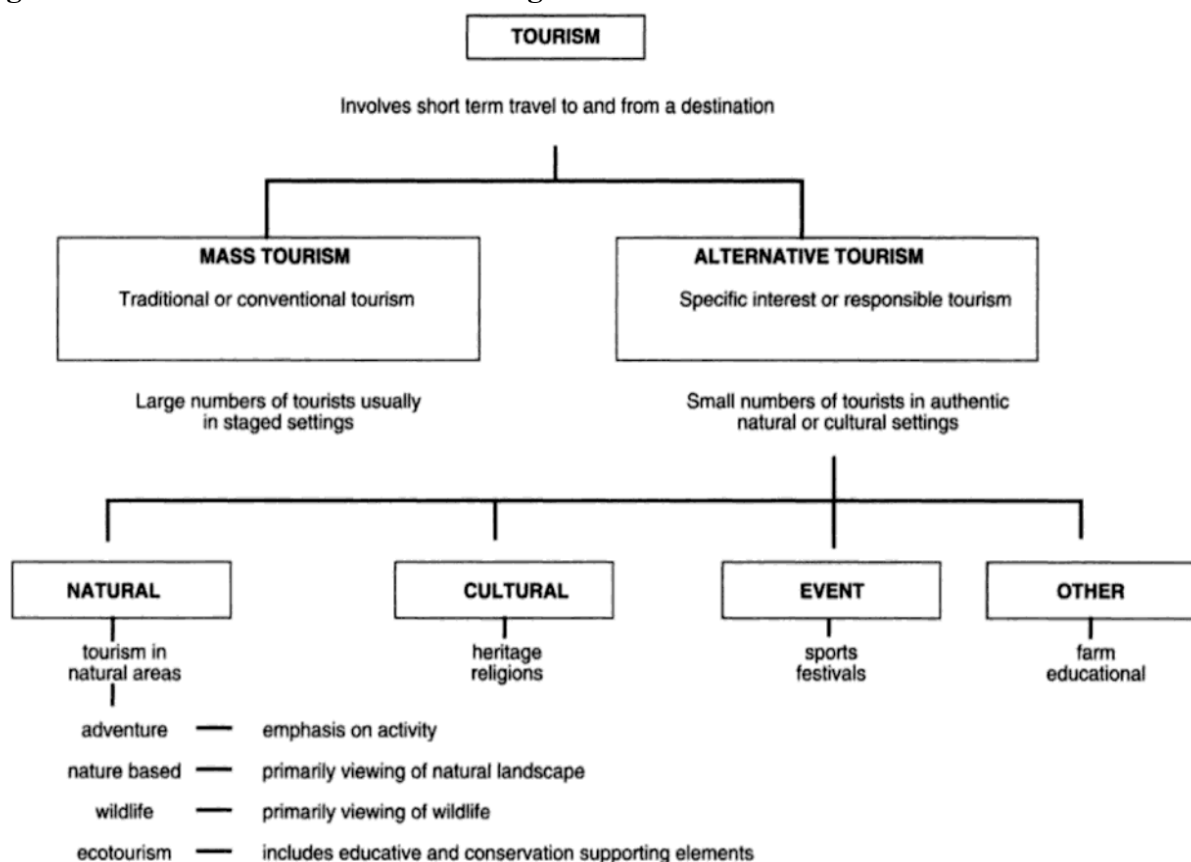 TOURISM
Involves short term travel to and from a destination
MASS TOURISM
Traditional or conventional tourism
ALTERNATIVE TOURISM
Specific interest or responsible tourism
Large numbers of tourists usually
in staged settings
Small numbers of tourists in authentic
natural or cultural settings
NATURAL
tourism in
natural areas
CULTURAL
heritage
religions
EVENT
sports
festivals
OTHER
farm
educational
adventure — emphasis on activity
nature based — primarily viewing of natural landscape
wildlife — primarily viewing of wildlife
ecotourism — includes educative and conservation supporting elements